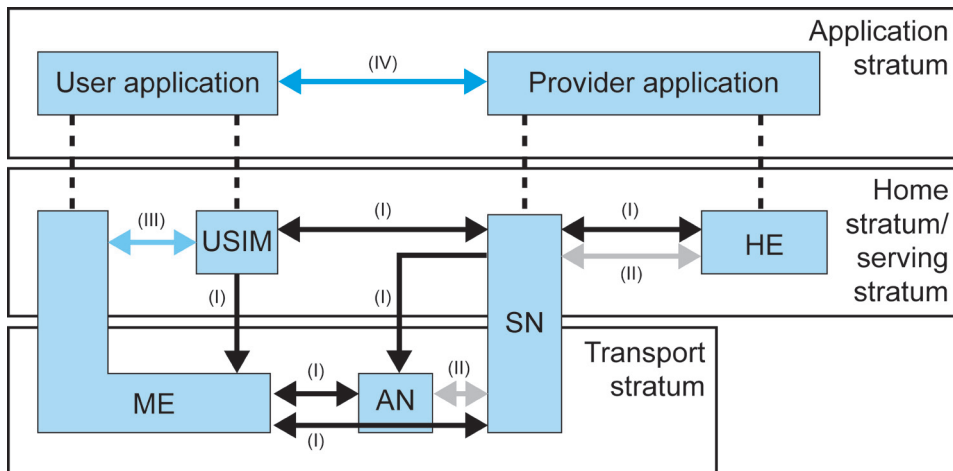 Application
stratum
User application
(IV)
Provider application
Home
stratum/
serving
stratum
(III)
USIM
(I)
(I)
HE
(II)
(I)
(I)
SN
Transport
stratum
ME
(I)
AN
(II)
(I)